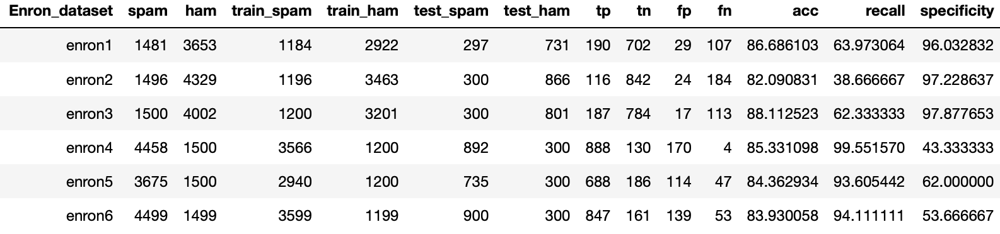 Enron_dataset spam ham train_spam train_ham test_spam test_ham tp tn fp fn acc recall specificity
enron1 1481 3653 1184 2922 297 731 190 702 29 107 86.686103 63.973064 96.032832
enron2 1496 4329 1196 3463 300 866 116 842 24 184 82.090831 38.666667 97.228637
enron3 1500 4002 1200 3201 300 801 187 784 17 113 88.112523 62.333333 97.877653
enron4 4458 1500 3566 1200 892 300 888 130 170 4 85.331098 99.551570 43.333333
enron5 3675 1500 2940 1200 735 300 688 186 114 47 84.362934 93.605442 62.000000
enron6 4499 1499 3599 1199 900 300 847 161 139 53 83.930058 94.111111 53.666667